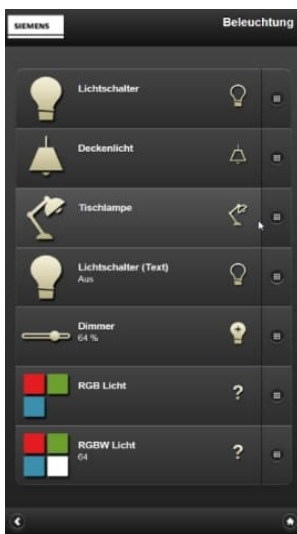 SIEMENS
Beleuchtung
Lichtschalter
Deckenlicht
Tischlampe
Lichtschalter (Text)
Aus
Dimmer
64 %
RGB Licht
?
RGBW Licht
64
?